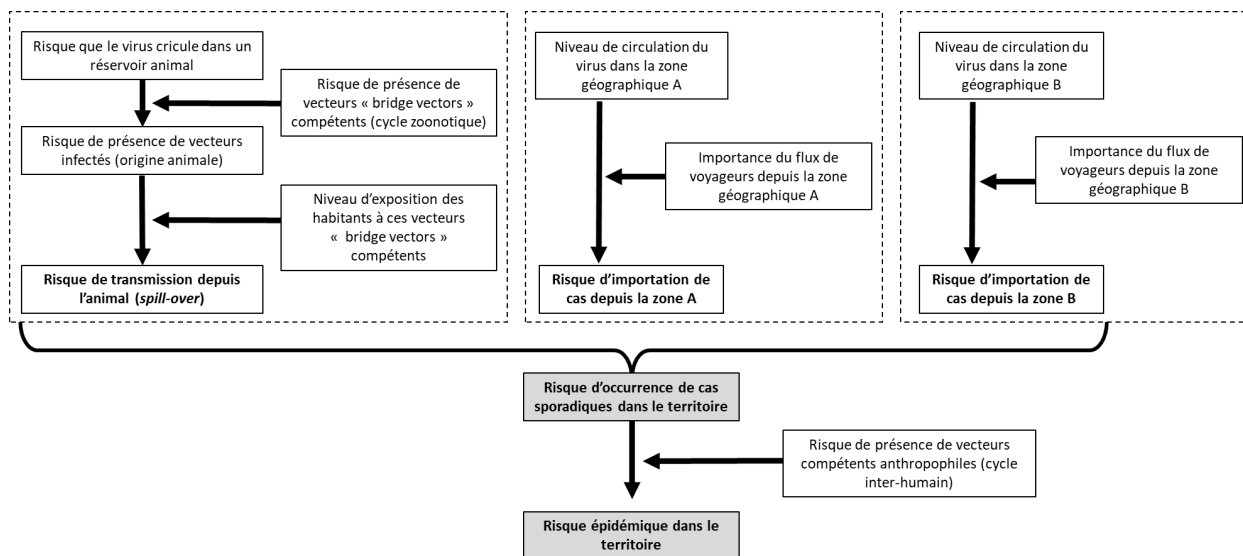 Risque que le virus cricule dans un
réservoir animal
Risque de présence de
vecteurs « bridge vectors »
compétents (cycle zoonotique)
Risque de présence de vecteurs
infectés (origine animale)
Niveau d’exposition des
habitants à ces vecteurs
« bridge vectors »
compétents
Risque de transmission depuis
l’animal (spill-over)
Niveau de circulation du
virus dans la zone
géographique A
Importance du flux de
voyageurs depuis la zone
géographique A
Risque d’importation de
cas depuis la zone A
Niveau de circulation du
virus dans la zone
géographique B
Importance du flux de
voyageurs depuis la zone
géographique B
Risque d’importation de
cas depuis la zone B
Risque d’occurrence de cas
sporadiques dans le territoire
Risque de présence de vecteurs
compétents anthropophiles (cycle
inter-humain)
Risque épidémique dans le
territoire